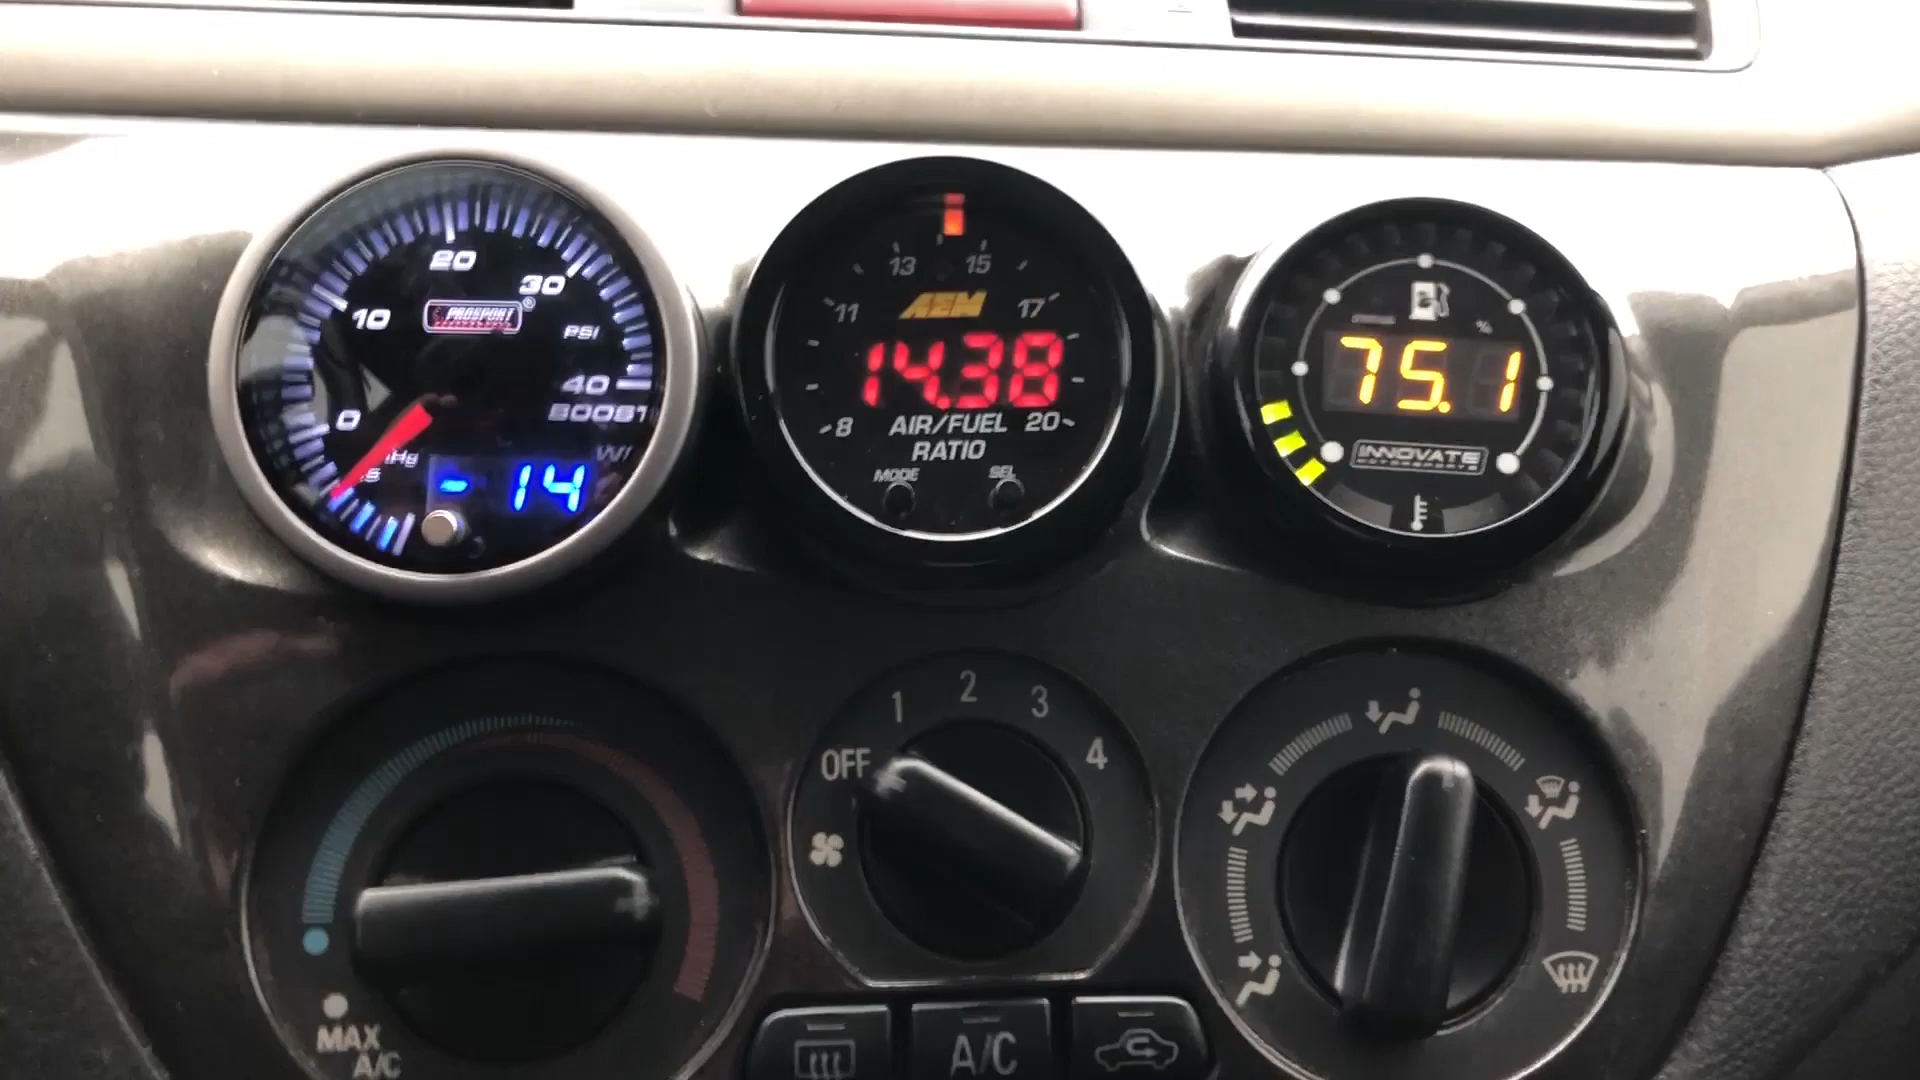 20
30
10
PROSPORT
PSI
40
0
BOOST
- 14
13 15
11 AEM 17
14.38
8 AIR/FUEL 20
RATIO
MODE SEL
%
75.1
INNOVATE
MOTORSPORTS
1 2 3 4
OFF
MAX
A/C
A/C